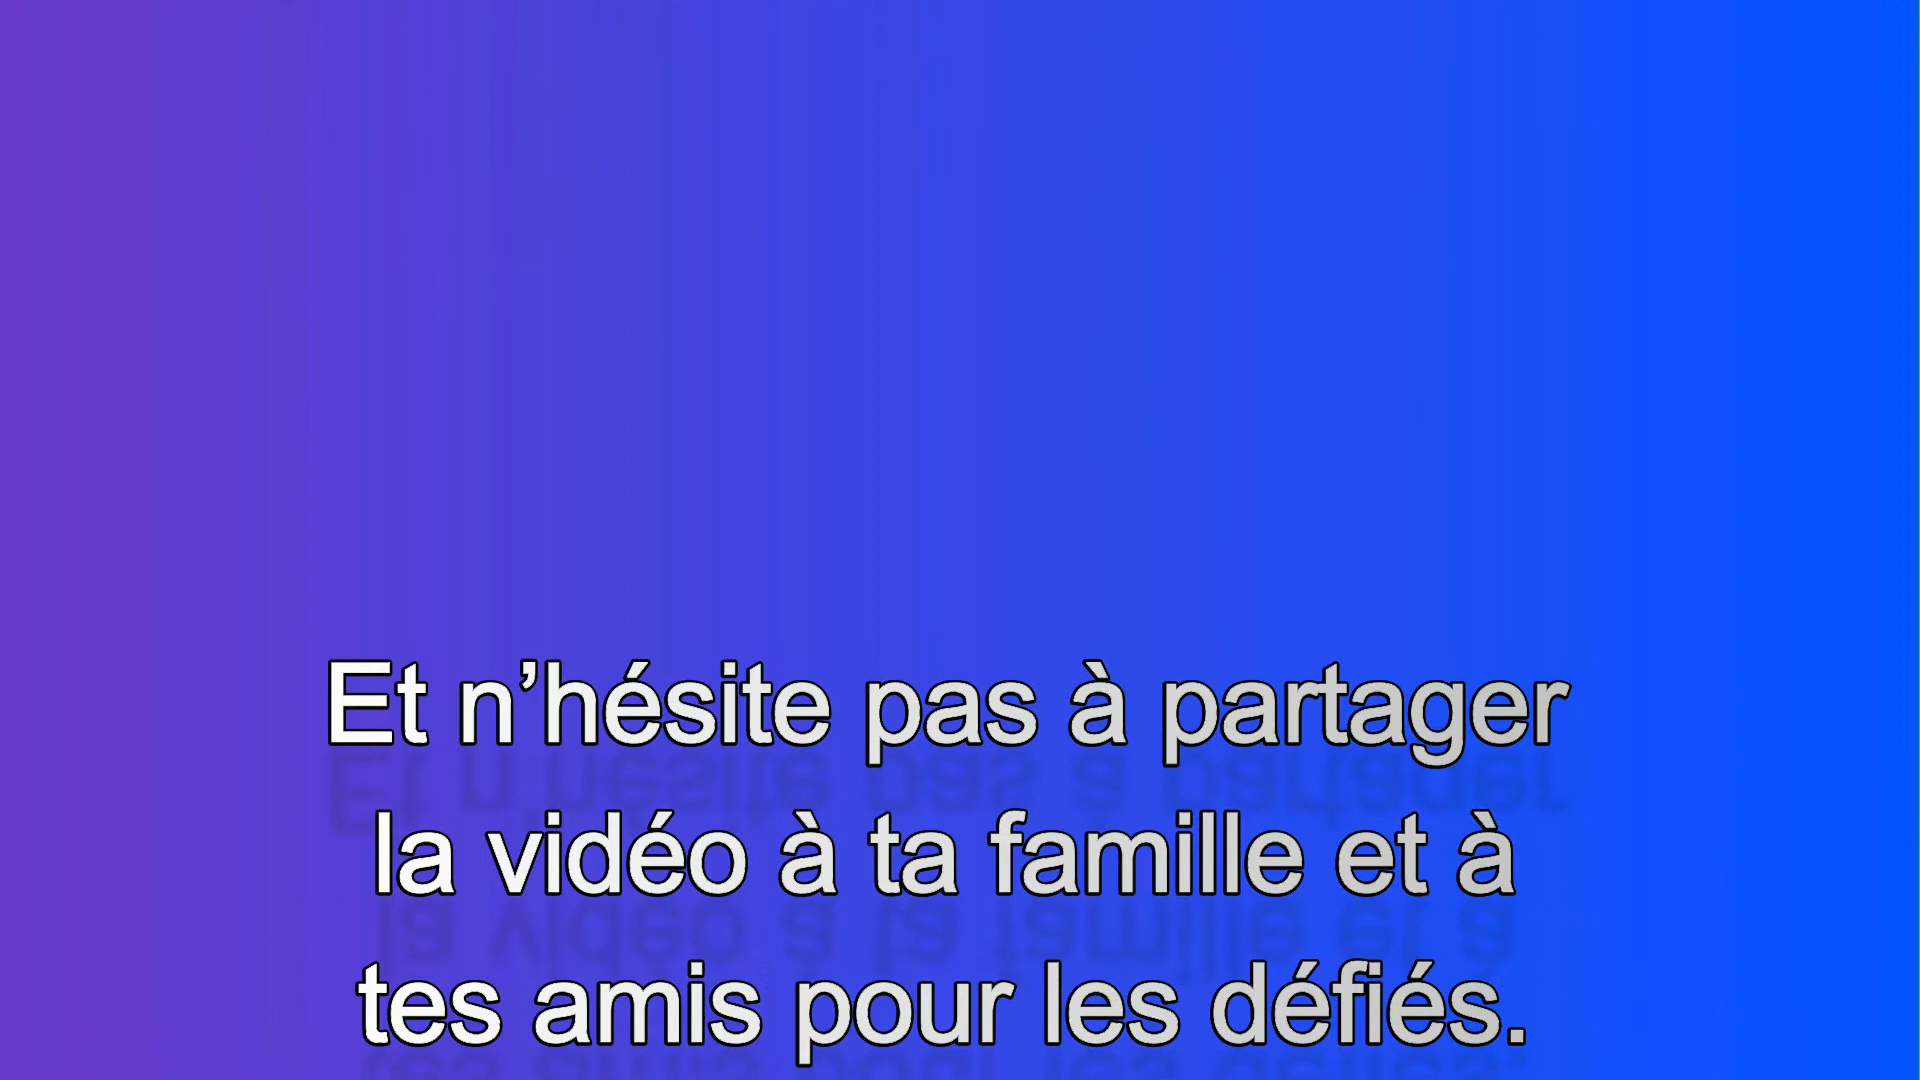 Et n’hésite pas à partager
la vidéo à ta famille et à
tes amis pour les défiés.